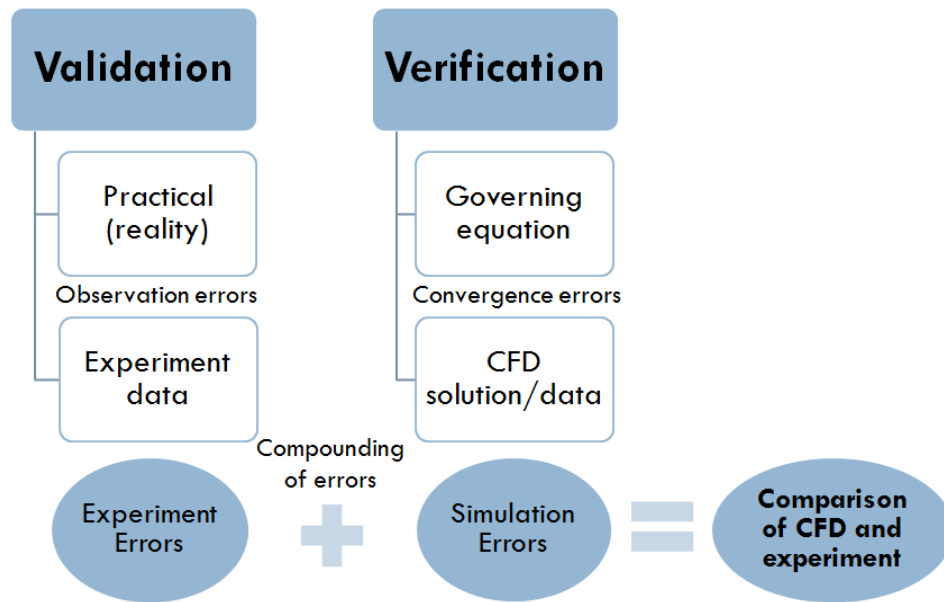 Validation
Practical
(reality)
Observation errors
Experiment
data
Verification
Governing
equation
Convergence errors
CFD
solution/data
Experiment
Errors
Compounding
of errors
Simulation
Errors
Comparison
of CFD and
experiment